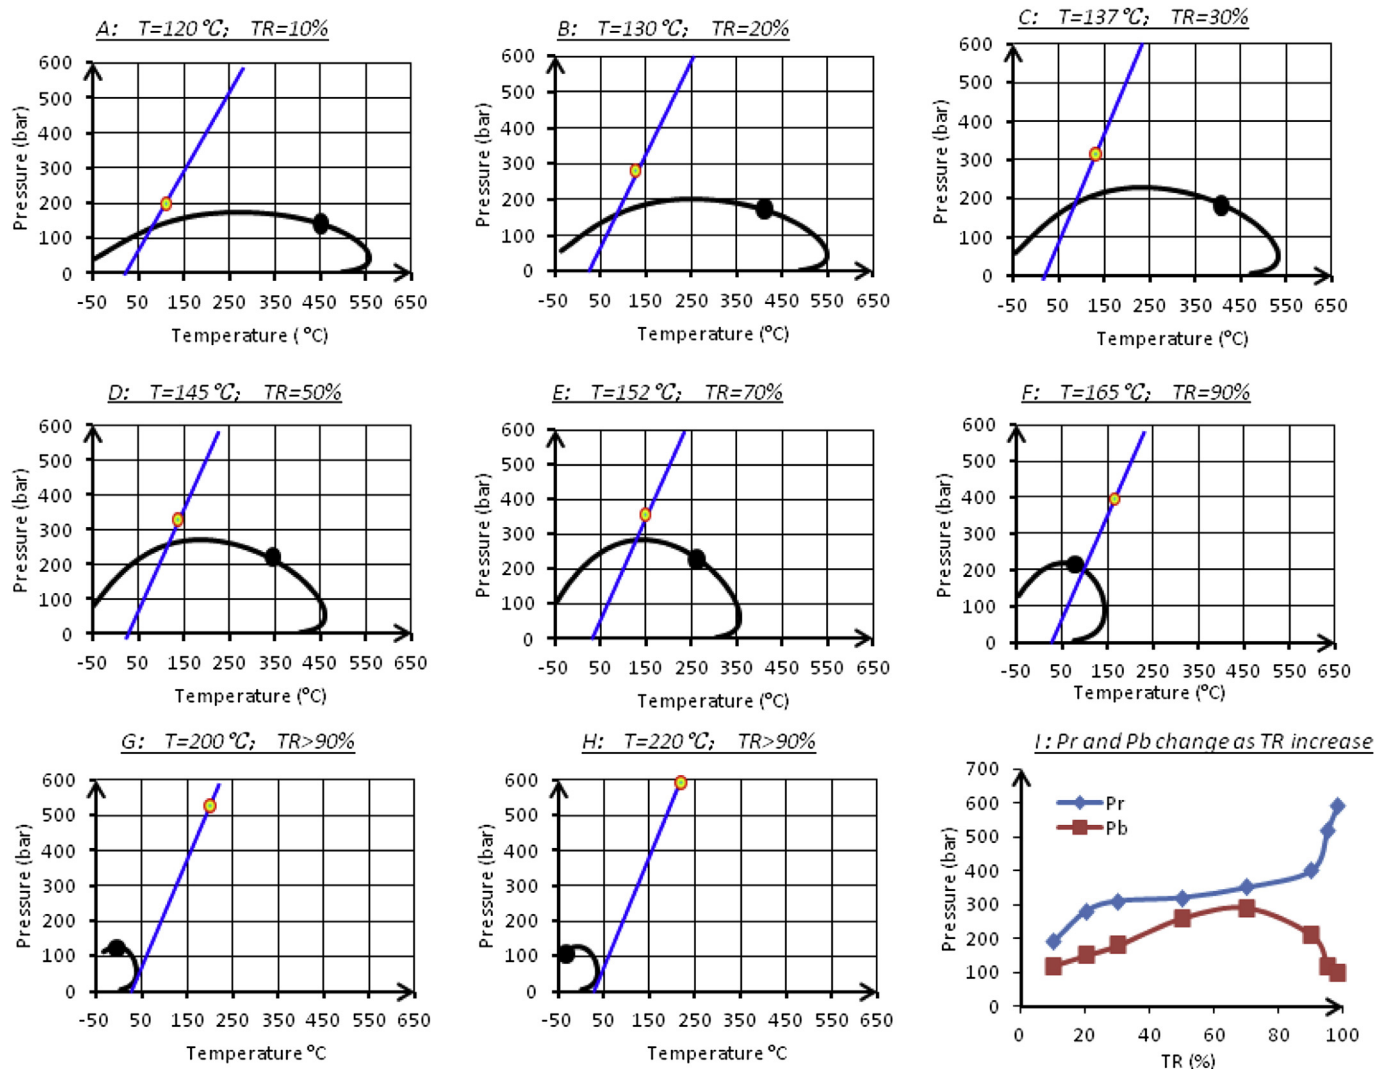 A: T=120℃; TR=10%
600
500
400
300
200
100
0
Pressure (bar)
-50 50 150 250 350 450 550 650
Temperature ( °C)
B: T=130℃; TR=20%
600
500
400
300
200
100
0
Pressure (bar)
-50 50 150 250 350 450 550 650
Temperature (°C)
C: T=137℃; TR=30%
600
500
400
300
200
100
0
Pressure (bar)
-50 50 150 250 350 450 550 650
Temperature (°C)
D: T=145℃; TR=50%
600
500
400
300
200
100
0
Pressure (bar)
-50 50 150 250 350 450 550 650
Temperature (°C)
E: T=152℃; TR=70%
600
500
400
300
200
100
0
Pressure (bar)
-50 50 150 250 350 450 550 650
Temperature (°C)
F: T=165℃; TR=90%
600
500
400
300
200
100
0
Pressure (bar)
-50 50 150 250 350 450 550 650
Temperature (°C)
G: T=200℃; TR>90%
600
500
400
300
200
100
0
Pressure (bar)
-50 50 150 250 350 450 550 650
Temperature °C
H: T=220℃; TR>90%
600
500
400
300
200
100
0
Pressure (bar)
-50 50 150 250 350 450 550 650
Temperature °C
I : Pr and Pb change as TR increase
700
600
500
400
300
200
100
0
Pressure (bar)
Pr
Pb
0 20 40 60 80 100
TR (%)